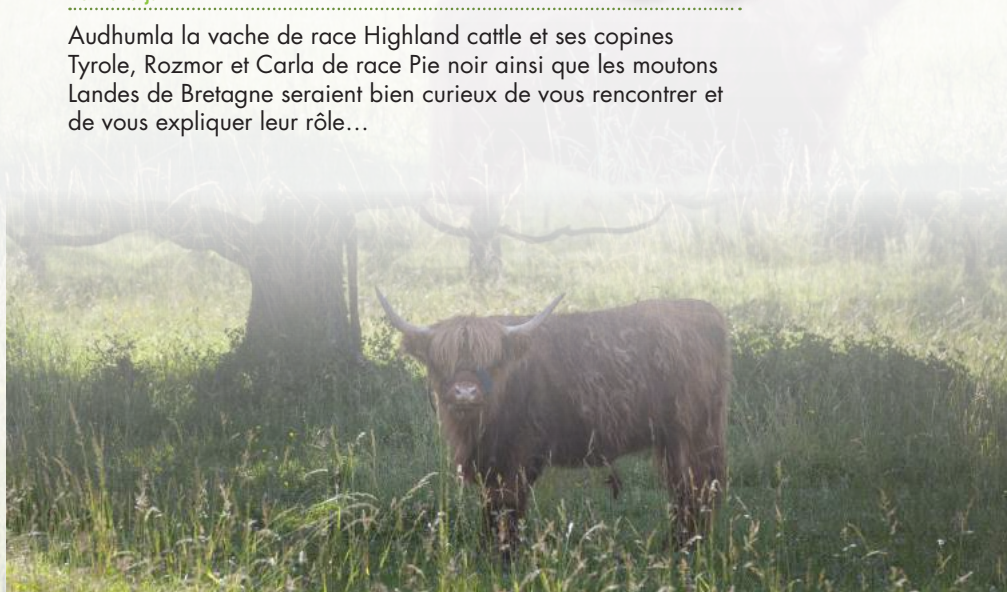 Audhumla la vache de race Highland cattle et ses copines
Tyrole, Rozmor et Carla de race Pie noir ainsi que les moutons
Landes de Bretagne seraient bien curieux de vous rencontrer et
de vous expliquer leur rôle…